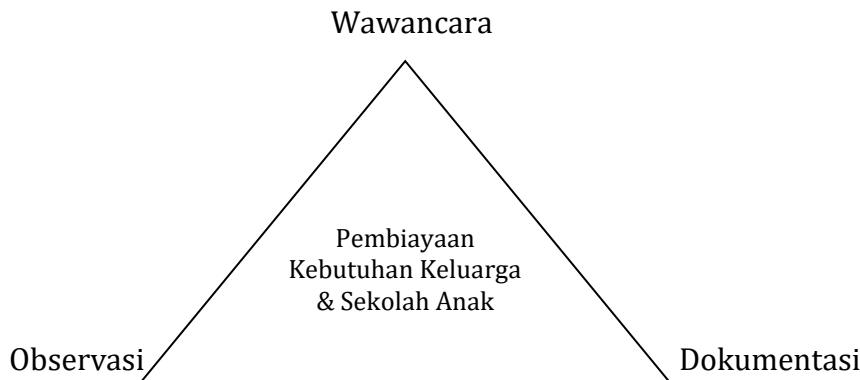 Wawancara
Pembiayaan
Kebutuhan Keluarga
& Sekolah Anak
Observasi
Dokumentasi